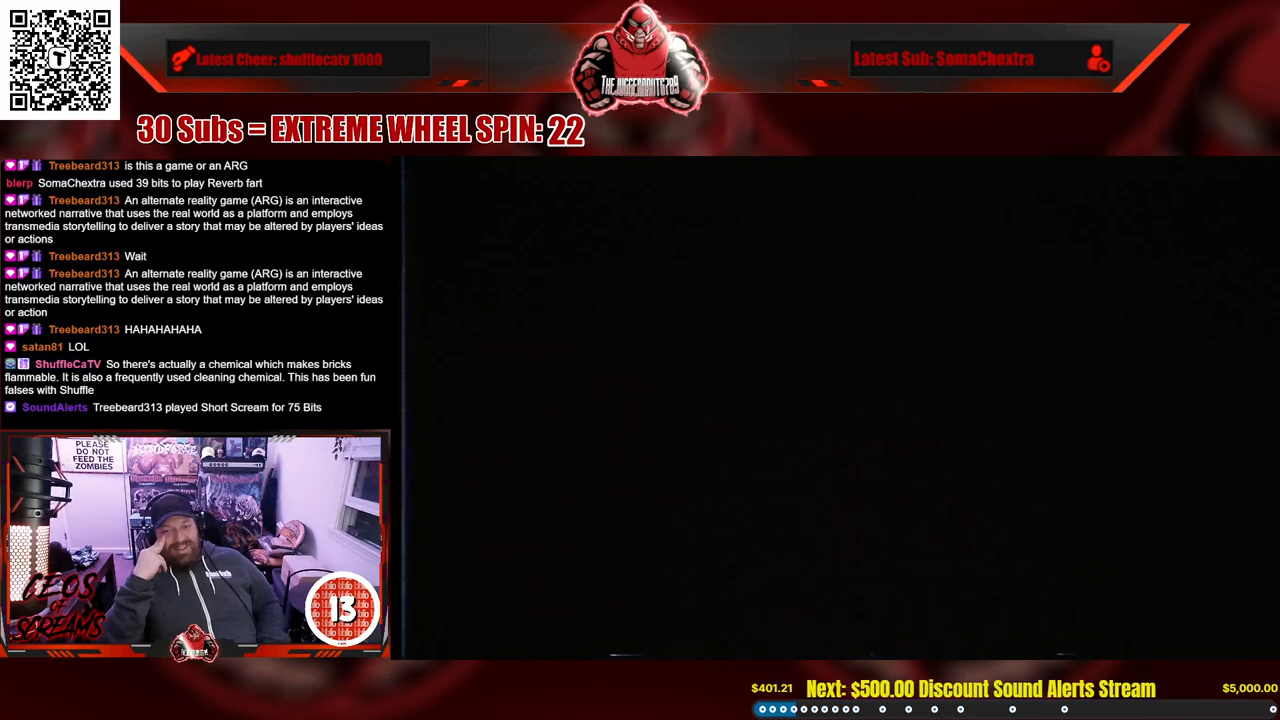 Latest Cheer: shufflecatv 1000
THEJUGGERNAUT6789
Latest Sub: SomaChextra
30 Subs = EXTREME WHEEL SPIN: 22
Treebeard313 is this a game or an ARG
blerp SomaChextra used 39 bits to play Reverb fart
Treebeard313 An alternate reality game (ARG) is an interactive
networked narrative that uses the real world as a platform and employs
transmedia storytelling to deliver a story that may be altered by players' ideas
or actions
Treebeard313 Wait
Treebeard313 An alternate reality game (ARG) is an interactive
networked narrative that uses the real world as a platform and employs
transmedia storytelling to deliver a story that may be altered by players' ideas
or action
Treebeard313 HAHAHAHAHA
satan81 LOL
ShuffleCaTV So there's actually a chemical which makes bricks
flammable. It is also a frequently used cleaning chemical. This has been fun
falses with Shuffle
SoundAlerts Treebeard313 played Short Scream for 75 Bits
PLEASE
DO NOT
FEED THE
ZOMBIES
CEOS
OF
SCREAMS
13
$401.21 Next: $500.00 Discount Sound Alerts Stream $5,000.00